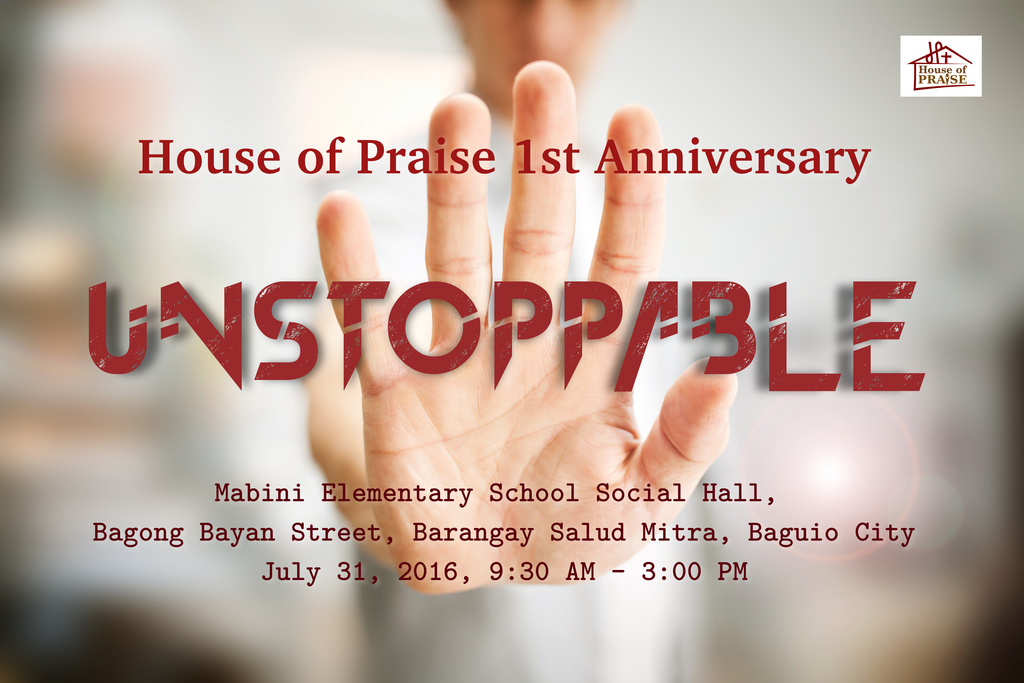 House of
PRAISE
House of Praise 1st Anniversary
UNSTOPPABLE
Mabini Elementary School Social Hall,
Bagong Bayan Street, Barangay Salud Mitra, Baguio City
July 31, 2016, 9:30 AM - 3:00 PM